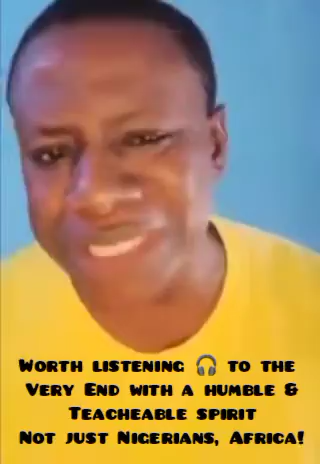 Worth listening 🎧 to the
Very End with a humble &
Teacheable spirit
Not just Nigerians, Africa!